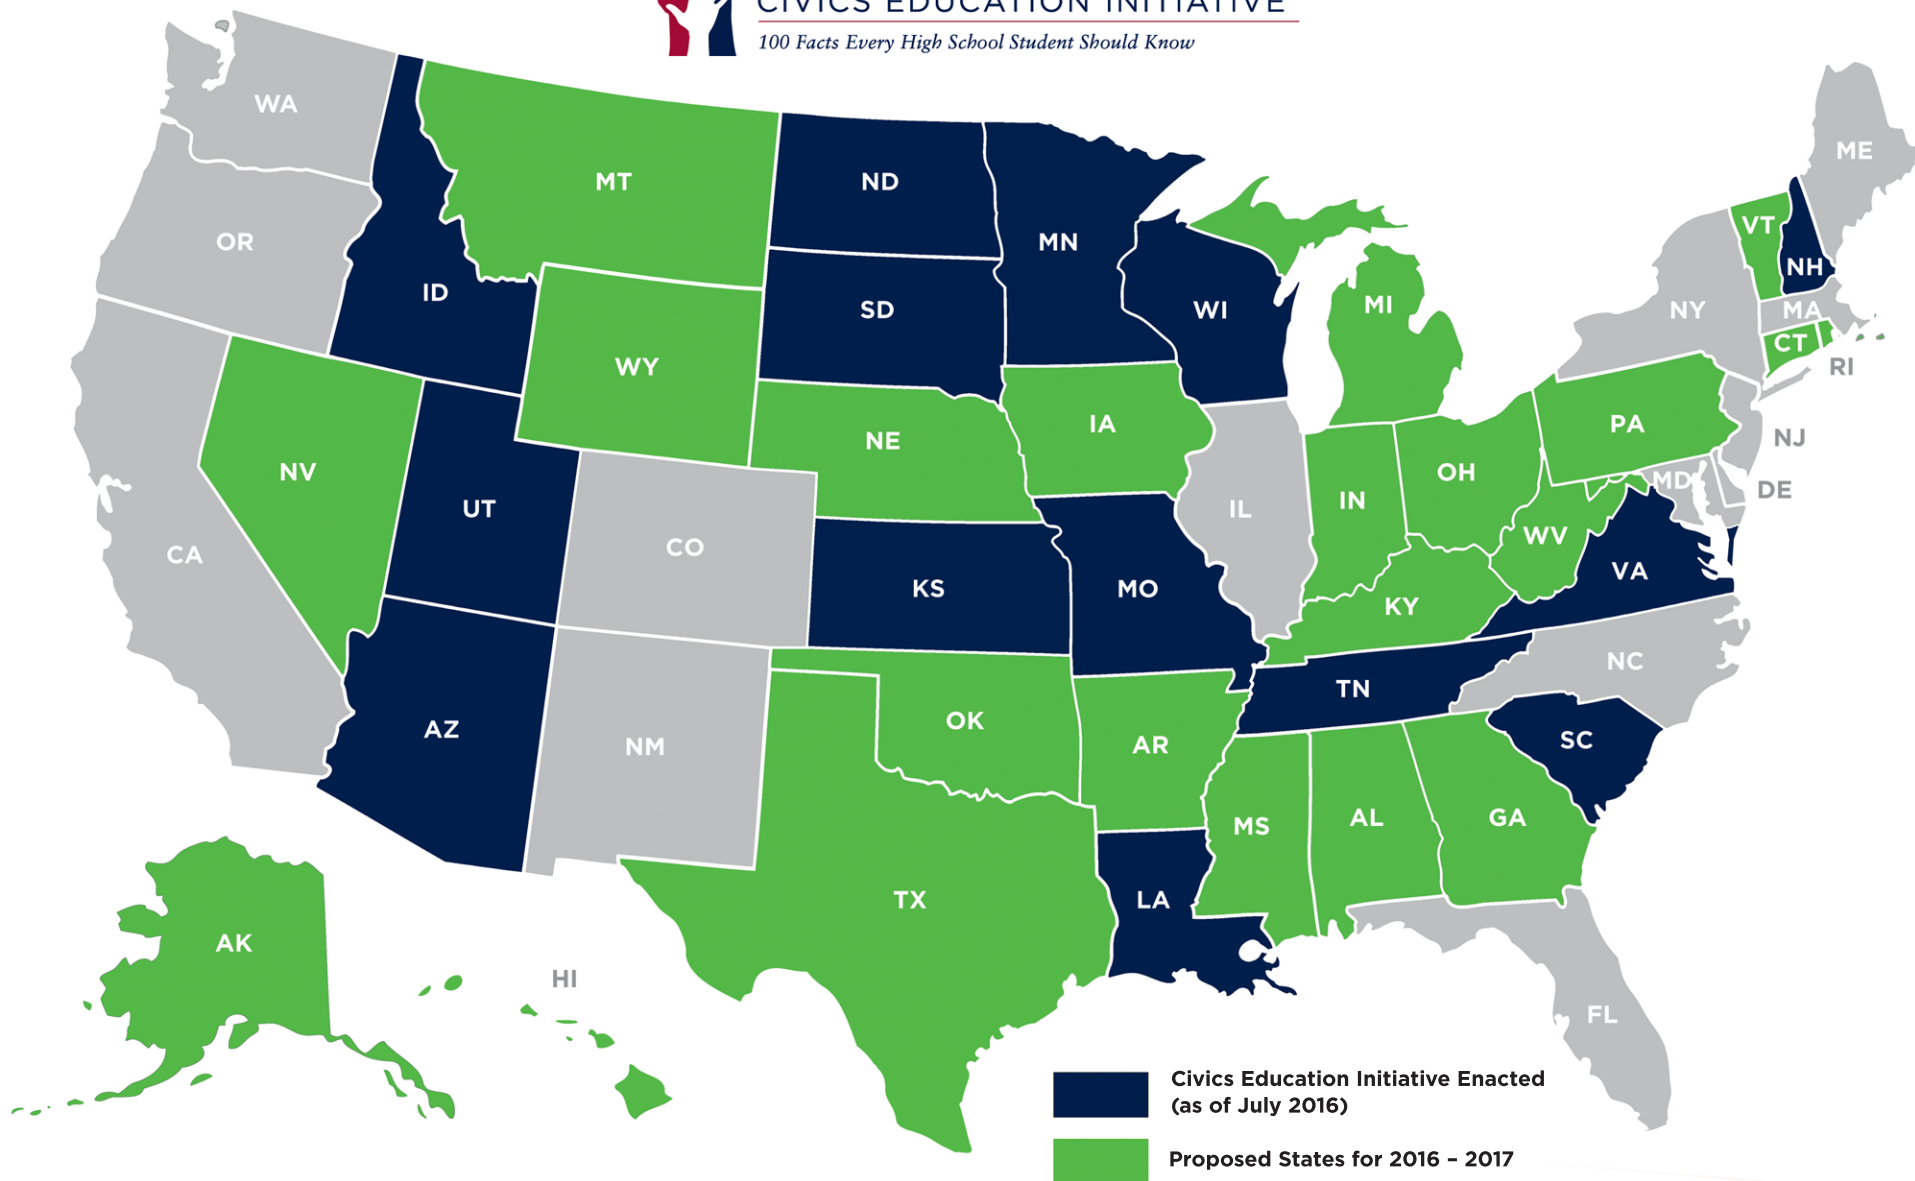 CIVICS EDUCATION INITIATIVE
100 Facts Every High School Student Should Know
WA
MT
ND
MN
ME
OR
ID
SD
WI
MI
VT
NH
NY
MA
CT
RI
WY
NE
IA
PA
NJ
NV
UT
CO
KS
MO
IL
IN
OH
WV
MD
DE
VA
CA
KY
NC
TN
AZ
NM
OK
AR
SC
MS
AL
GA
TX
LA
AK
HI
FL
Civics Education Initiative Enacted
(as of July 2016)
Proposed States for 2016 – 2017